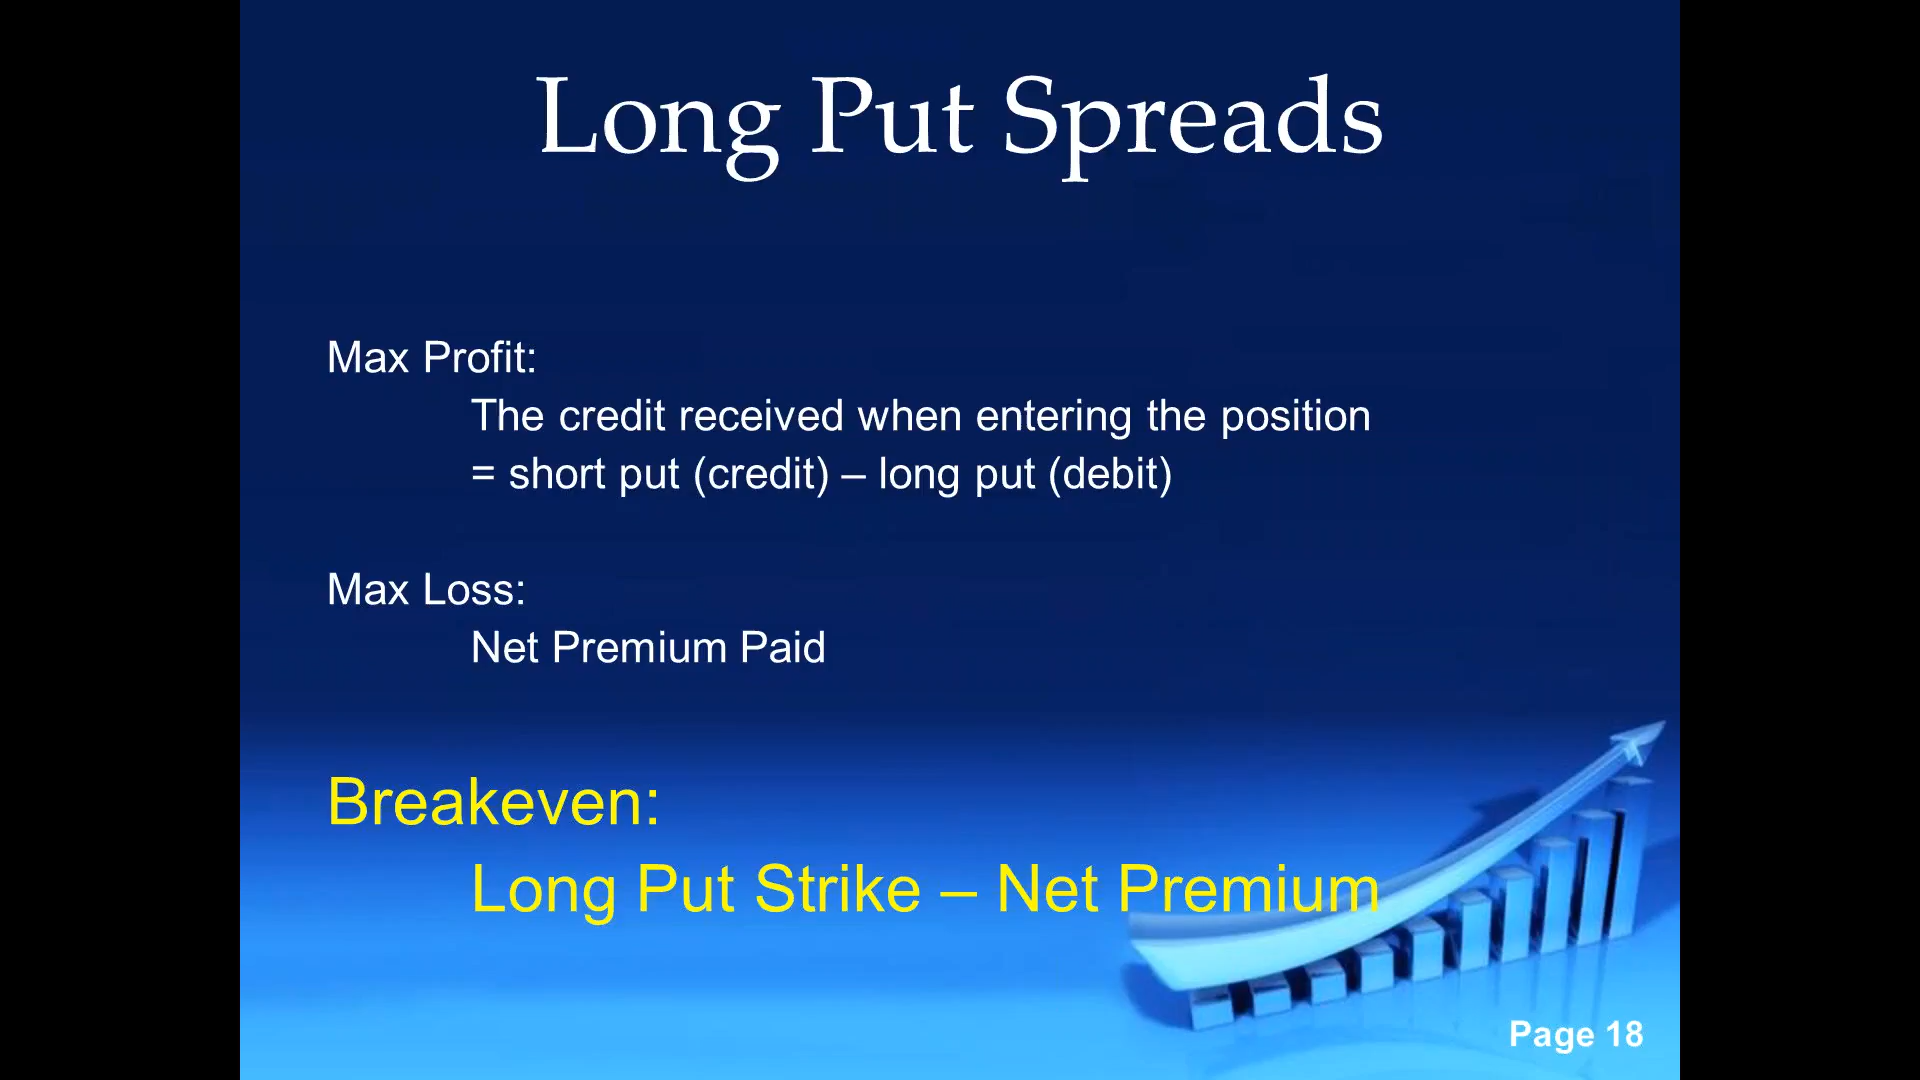 Long Put Spreads
Max Profit:
The credit received when entering the position
= short put (credit) – long put (debit)
Max Loss:
Net Premium Paid
Breakeven:
Long Put Strike – Net Premium
Page 18